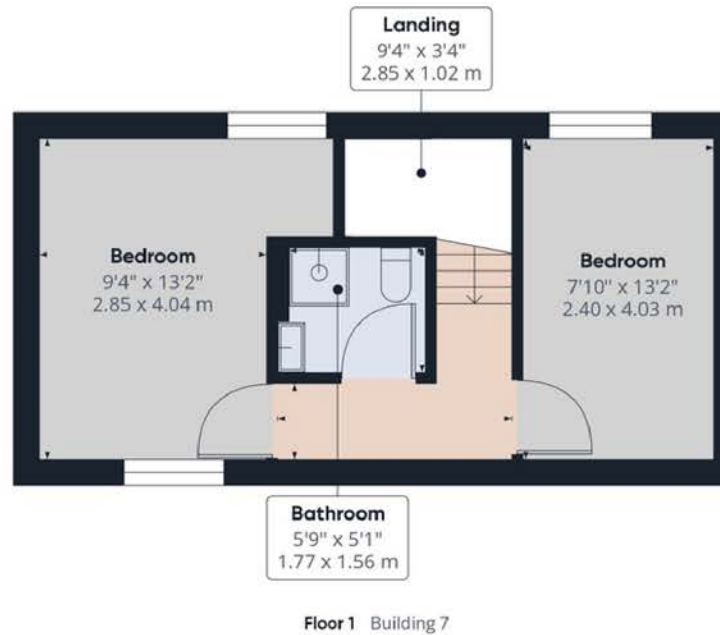 Landing
9'4" x 3'4"
2.85 x 1.02 m
Bedroom
9'4" x 13'2"
2.85 x 4.04 m
Bedroom
7'10" x 13'2"
2.40 x 4.03 m
Bathroom
5'9" x 5'1"
1.77 x 1.56 m
Floor 1 Building 7